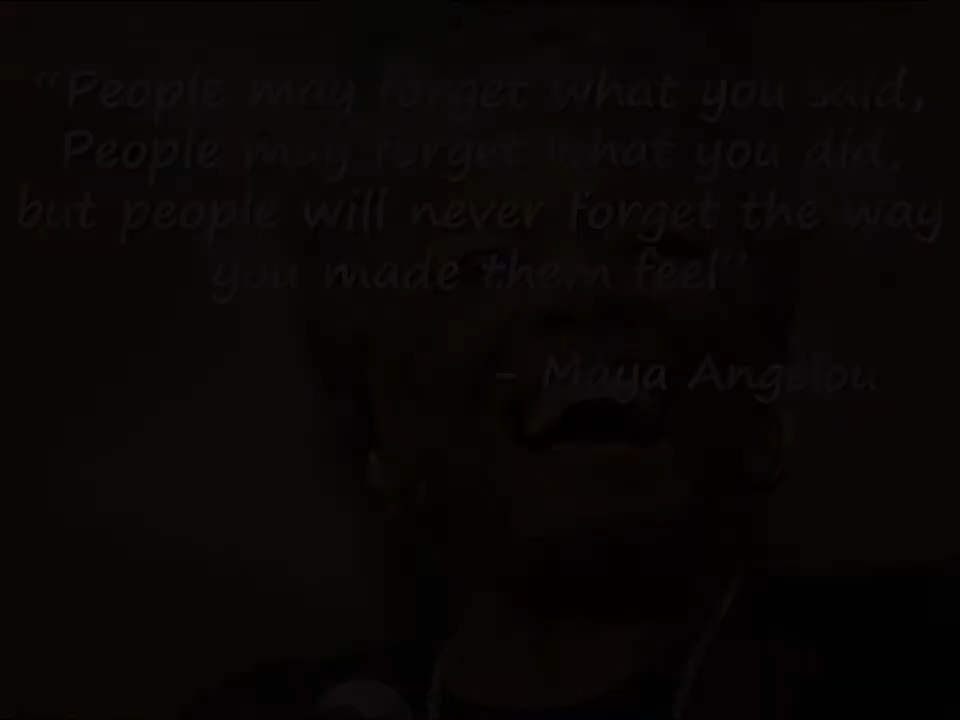 “People may forget what you said,
People may forget what you did,
but people will never forget the way
you made them feel”
- Maya Angelou